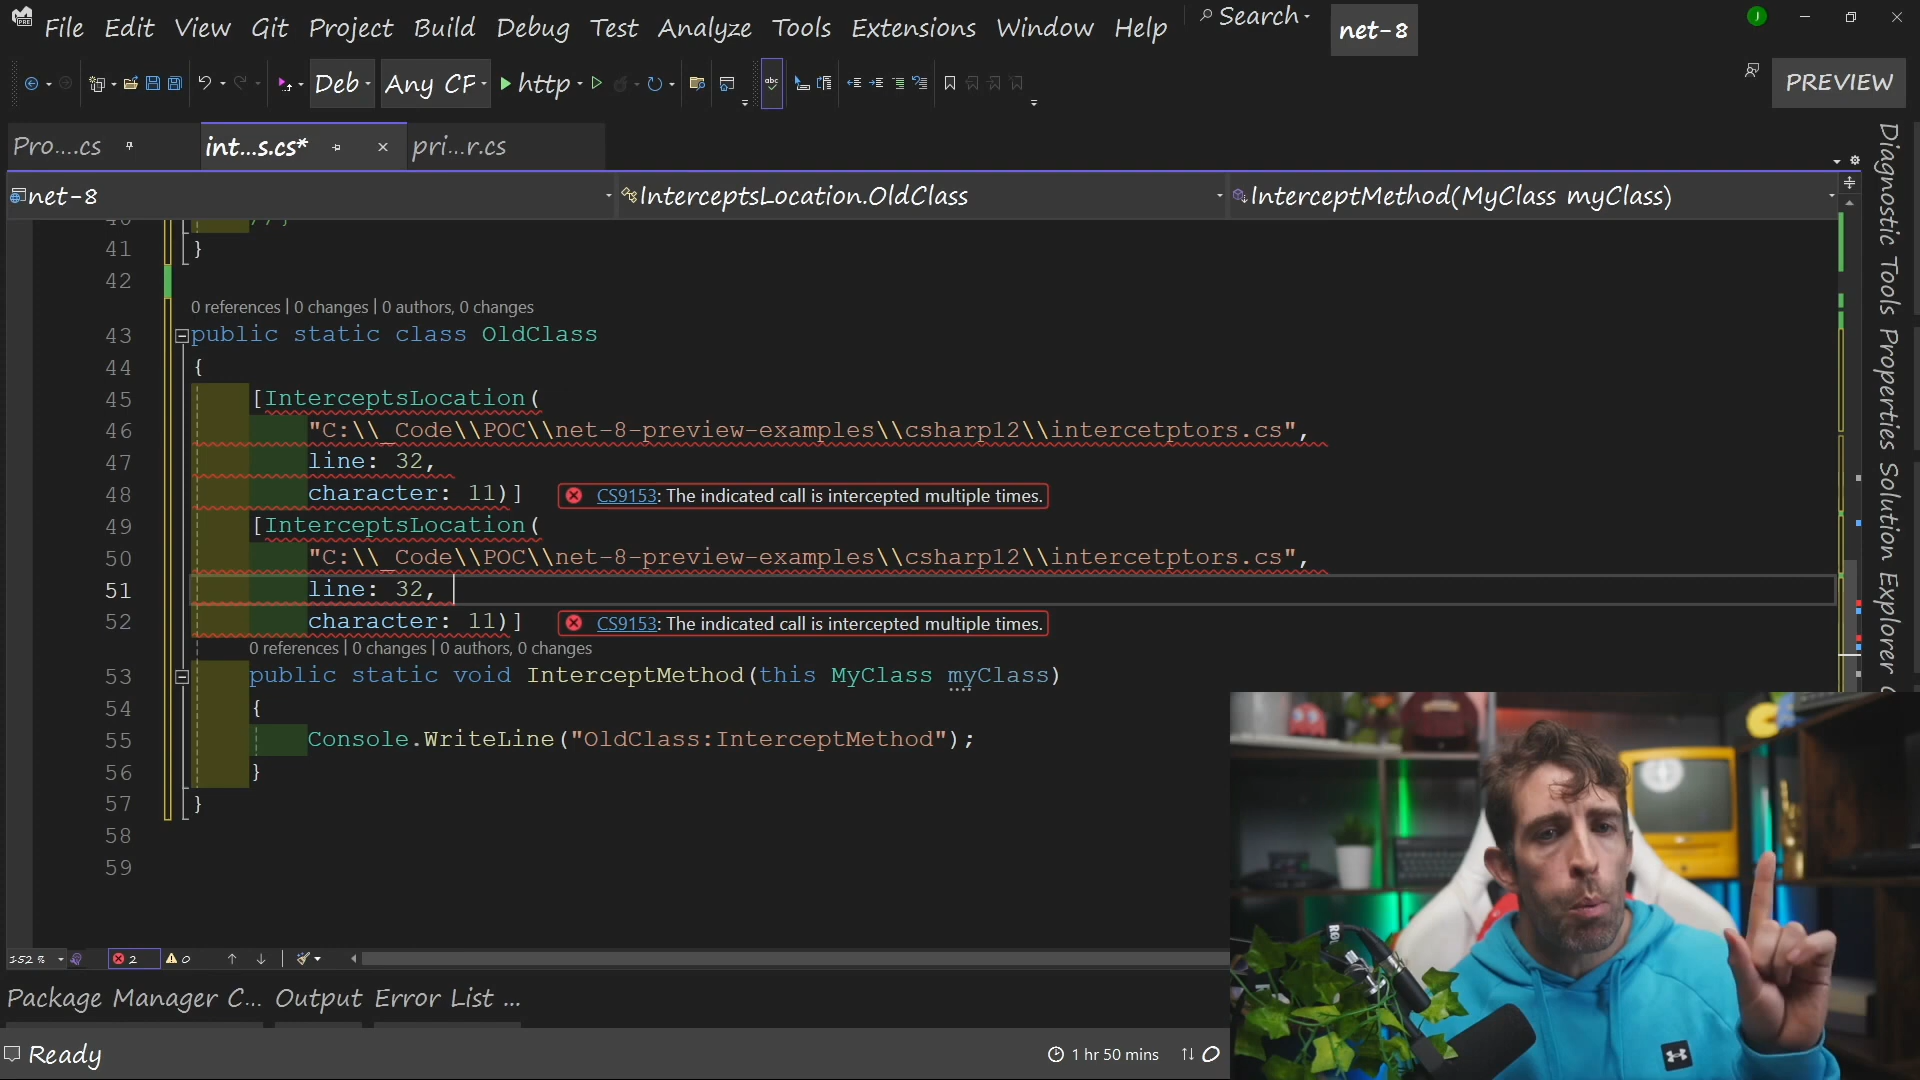 File Edit View Git Project Build Debug Test Analyze Tools Extensions Window Help Search net-8
Deb Any CF http PREVIEW
Pro....cs int...s.cs* pri...r.cs
net-8 InterceptsLocation.OldClass InterceptMethod(MyClass myClass)
41 }
42
0 references | 0 changes | 0 authors, 0 changes
43 public static class OldClass
44 {
45 [InterceptsLocation(
46 "C:\\_Code\\POC\\net-8-preview-examples\\csharp12\\intercetptors.cs",
47 line: 32,
48 character: 11)] CS9153: The indicated call is intercepted multiple times.
49 [InterceptsLocation(
50 "C:\\_Code\\POC\\net-8-preview-examples\\csharp12\\intercetptors.cs",
51 line: 32,
52 character: 11)] CS9153: The indicated call is intercepted multiple times.
0 references | 0 changes | 0 authors, 0 changes
53 public static void InterceptMethod(this MyClass myClass)
54 {
55 Console.WriteLine("OldClass:InterceptMethod");
56 }
57 }
58
59
152 % 2 0
Package Manager C... Output Error List ...
Ready 1 hr 50 mins
Diagnostic Tools Properties Solution Explorer